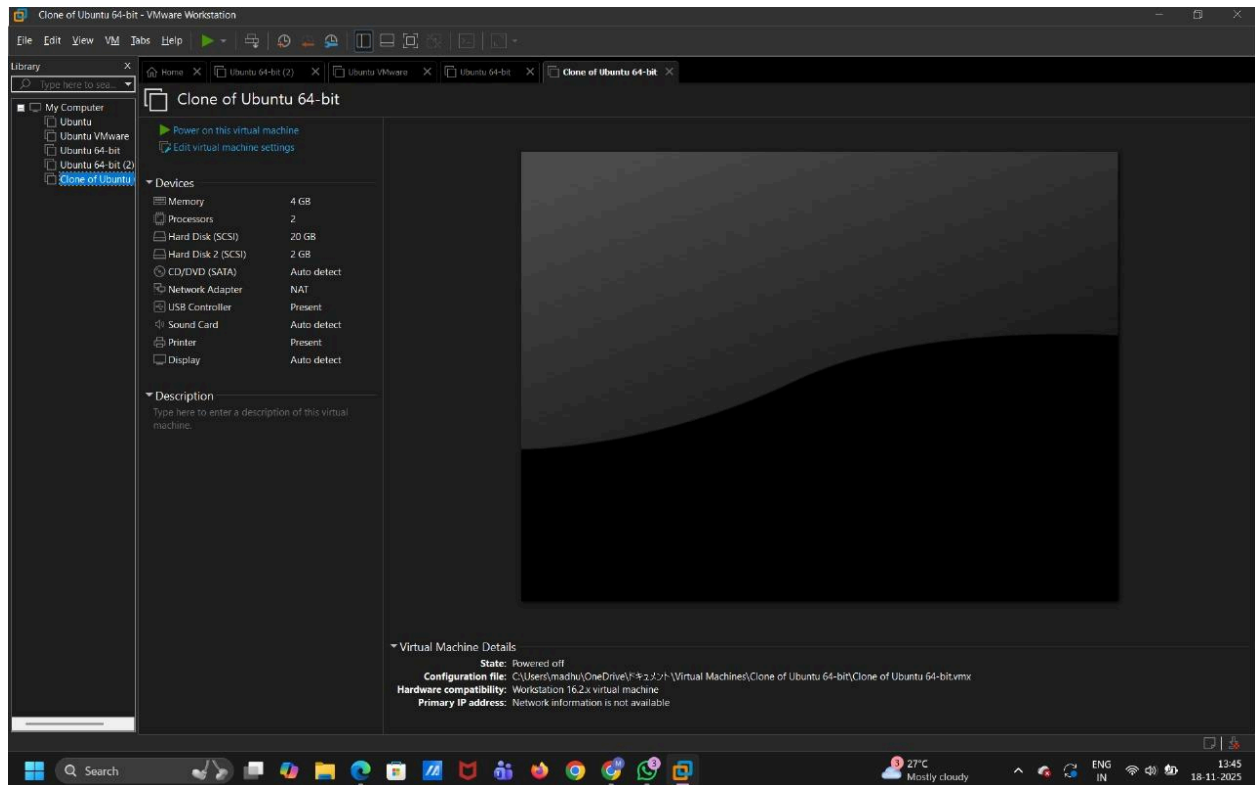 Clone of Ubuntu 64-bit - VMware Workstation
File Edit View VM Tabs Help
Library X
Type here to sea...
My Computer
Ubuntu
Ubuntu VMware
Ubuntu 64-bit
Ubuntu 64-bit (2)
Clone of Ubuntu
Home X Ubuntu 64-bit (2) X Ubuntu VMware X Ubuntu 64-bit X Clone of Ubuntu 64-bit X
Clone of Ubuntu 64-bit
Power on this virtual machine
Edit virtual machine settings
Devices
Memory 4 GB
Processors 2
Hard Disk (SCSI) 20 GB
Hard Disk 2 (SCSI) 2 GB
CD/DVD (SATA) Auto detect
Network Adapter NAT
USB Controller Present
Sound Card Auto detect
Printer Present
Display Auto detect
Description
Type here to enter a description of this virtual
machine.
Virtual Machine Details
State: Powered off
Configuration file: C:\Users\madhu\OneDrive\ドキュメント\Virtual Machines\Clone of Ubuntu 64-bit\Clone of Ubuntu 64-bit.vmx
Hardware compatibility: Workstation 16.2.x virtual machine
Primary IP address: Network information is not available
Search
3
M
3
27°C
Mostly cloudy
ENG
IN
13:45
18-11-2025